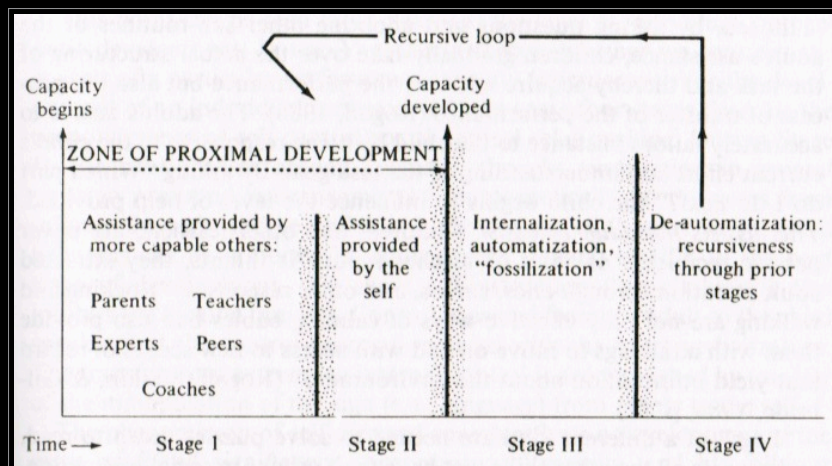 Recursive loop
Capacity
begins
Capacity
developed
ZONE OF PROXIMAL DEVELOPMENT
Assistance provided by
more capable others:
Parents Teachers
Experts Peers
Coaches
Assistance
provided
by the
self
Internalization,
automatization,
"fossilization"
De-automatization:
recursiveness
through prior
stages
Time Stage I Stage II Stage III Stage IV